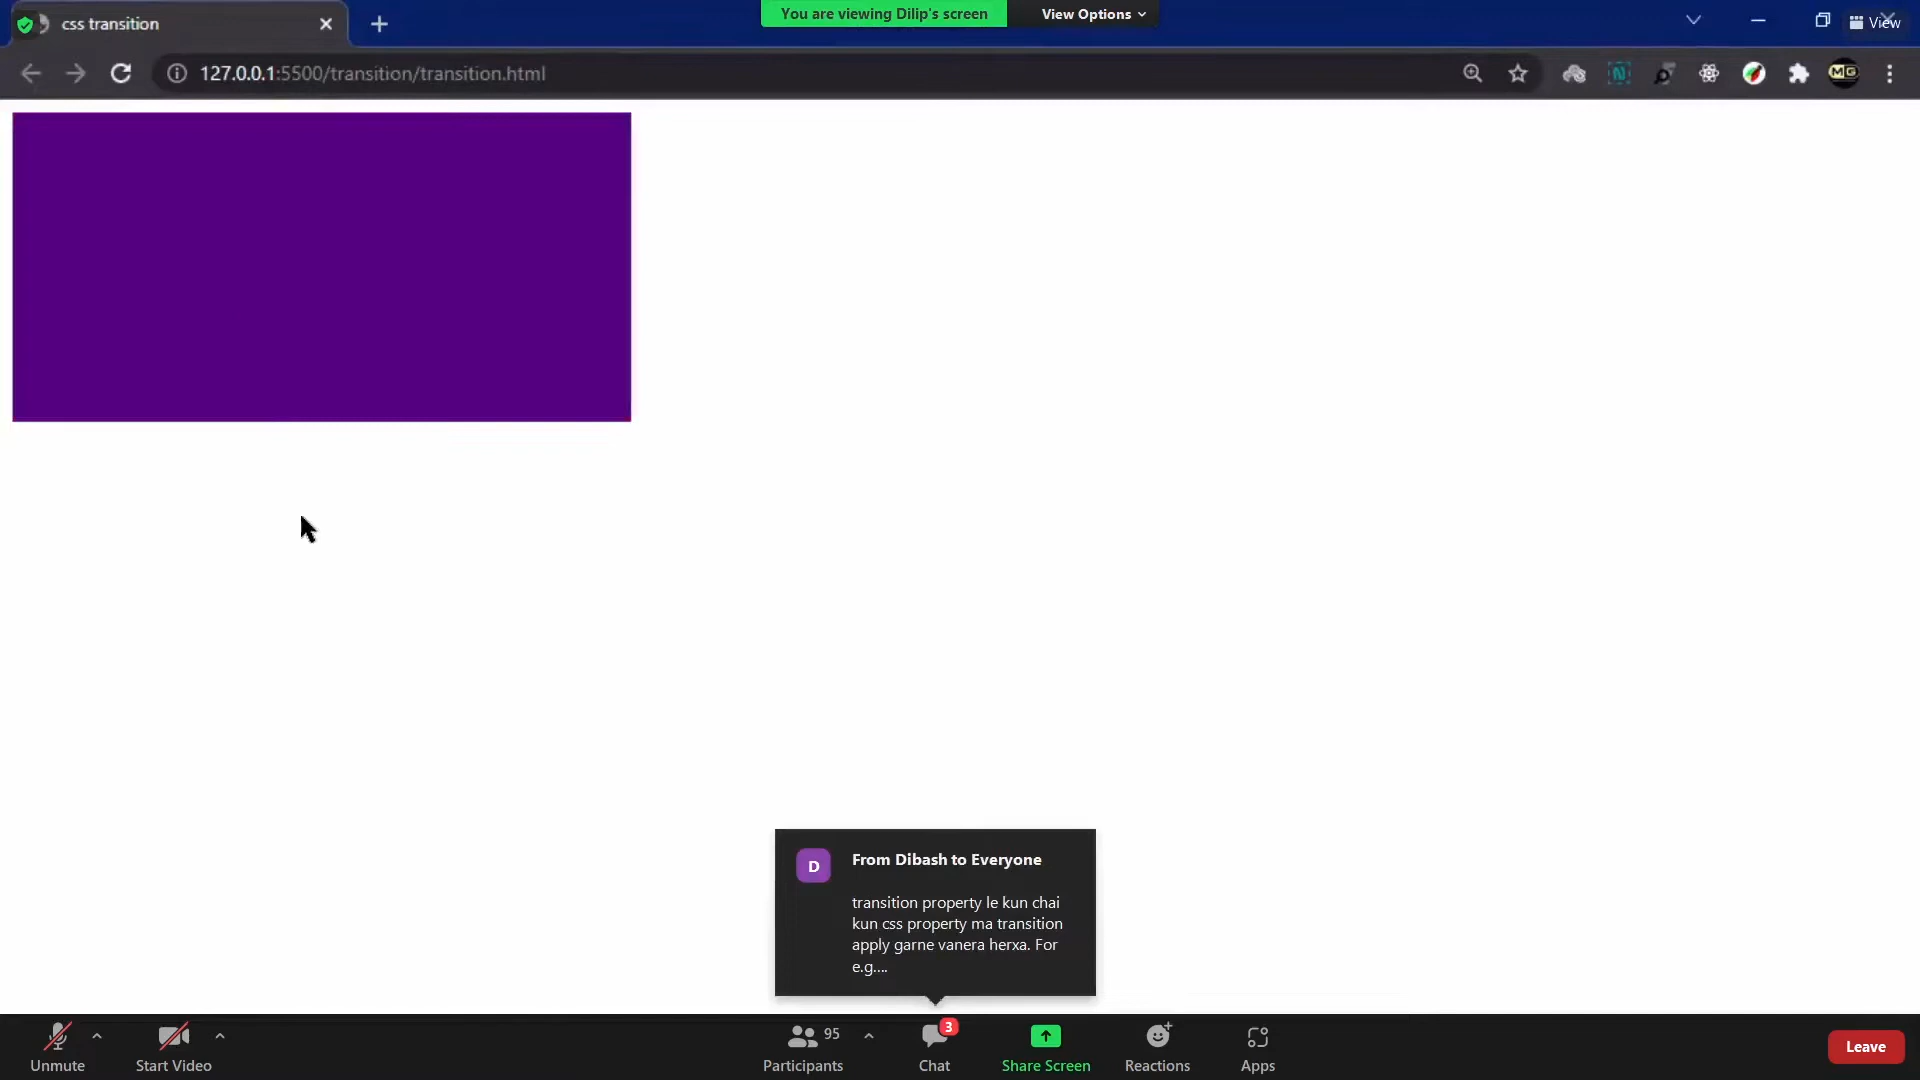 css transition
You are viewing Dilip's screen
View Options
View
127.0.0.1:5500/transition/transition.html
N
MG
D
From Dibash to Everyone
transition property le kun chai
kun css property ma transition
apply garne vanera herxa. For
e.g....
95
3
Unmute
Start Video
Participants
Chat
Share Screen
Reactions
Apps
Leave